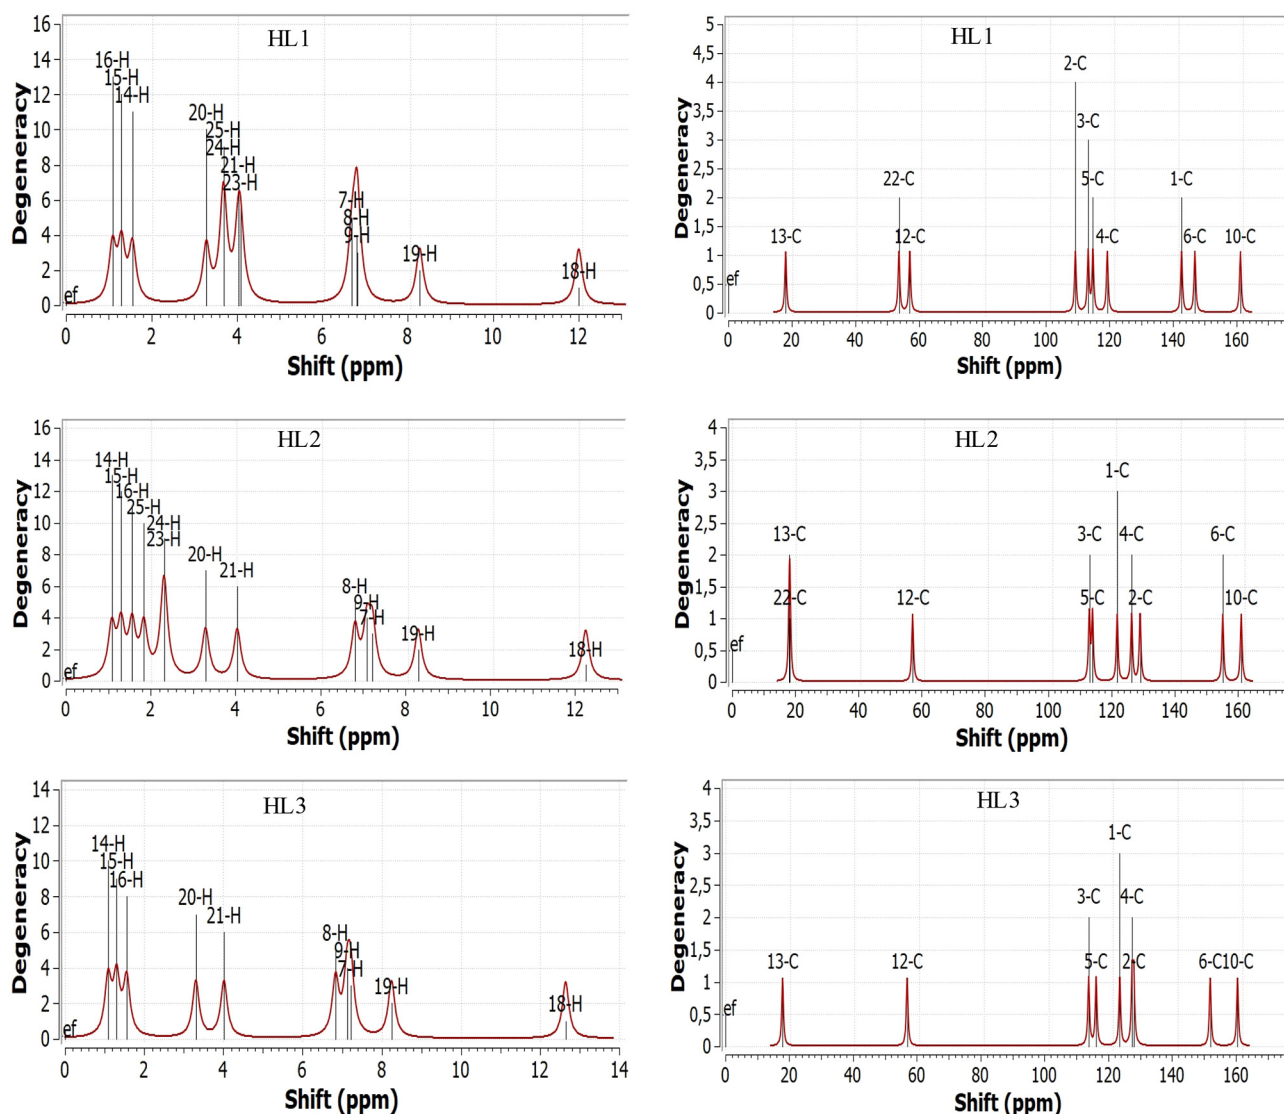 HL1
16
14
12
10
8
6
4
2
0
Degeneracy
16-H
15-H
14-H
20-H
25-H
24-H
21-H
23-H
7-H
8-H
9-H
19-H
18-H
ef
0 2 4 6 8 10 12
Shift (ppm)
HL1
5
4,5
4
3,5
3
2,5
2
1,5
1
0,5
0
Degeneracy
2-C
3-C
22-C 5-C 1-C
13-C 12-C 4-C 6-C 10-C
ef
0 20 40 60 80 100 120 140 160
Shift (ppm)
HL2
16
14
12
10
8
6
4
2
0
Degeneracy
14-H
15-H
16-H
25-H
24-H
23-H
20-H
21-H
8-H
9-H
7-H
19-H
18-H
ef
0 2 4 6 8 10 12
Shift (ppm)
HL2
4
3,5
3
2,5
2
1,5
1
0,5
0
Degeneracy
1-C
13-C 3-C 4-C 6-C
22-C 12-C 5-C 2-C 10-C
ef
0 20 40 60 80 100 120 140 160
Shift (ppm)
HL3
14
12
10
8
6
4
2
0
Degeneracy
14-H
15-H
16-H
20-H
21-H
8-H
9-H
7-H
19-H
18-H
ef
0 2 4 6 8 10 12 14
Shift (ppm)
HL3
4
3,5
3
2,5
2
1,5
1
0,5
0
Degeneracy
1-C
3-C 4-C
13-C 12-C 5-C 2-C 6-C 10-C
ef
0 20 40 60 80 100 120 140 160
Shift (ppm)